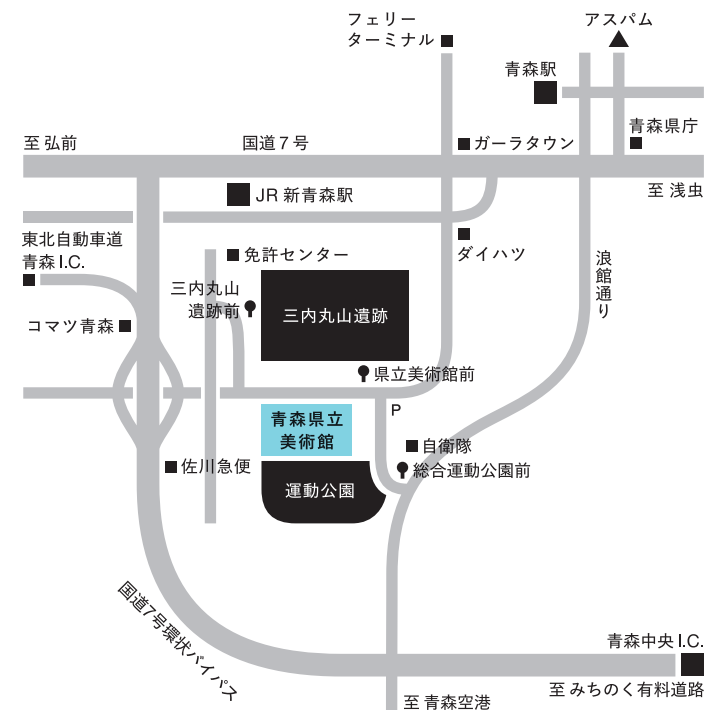 フェリー
ターミナル
アスパム
青森駅
青森県庁
至 弘前
国道7号
ガーラタウン
至 浅虫
JR 新青森駅
東北自動車道
青森 I.C.
免許センター
ダイハツ
浪館通り
三内丸山
遺跡前
三内丸山遺跡
コマツ青森
県立美術館前
P
青森県立
美術館
自衛隊
佐川急便
総合運動公園前
運動公園
国道7号環状バイパス
青森中央 I.C.
至 みちのく有料道路
至 青森空港